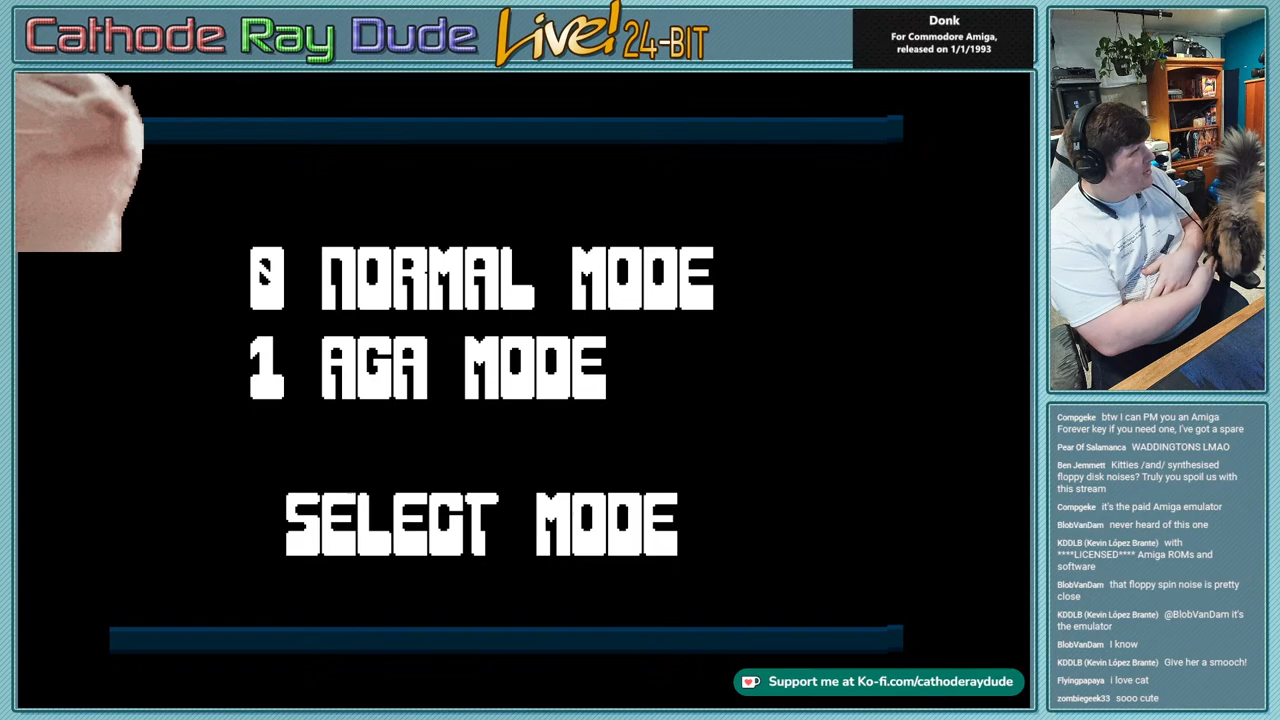 Cathode Ray Dude Live! 24-BIT
Donk
For Commodore Amiga,
released on 1/1/1993
0 NORMAL MODE
1 AGA MODE
SELECT MODE
Support me at Ko-fi.com/cathoderaydude
Compgeke btw I can PM you an Amiga
Forever key if you need one, I've got a spare
Pear Of Salamanca WADDINGTONS LMAO
Ben Jemmett Kitties /and/ synthesised
floppy disk noises? Truly you spoil us with
this stream
Compgeke it's the paid Amiga emulator
BlobVanDam never heard of this one
KDDLB (Kevin López Brante) with
****LICENSED**** Amiga ROMs and
software
BlobVanDam that floppy spin noise is pretty
close
KDDLB (Kevin López Brante) @BlobVanDam it's
the emulator
BlobVanDam I know
KDDLB (Kevin López Brante) Give her a smooch!
Flyingpapaya i love cat
zombiegeek33 sooo cute